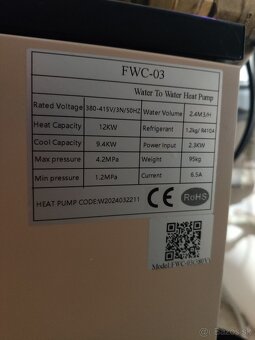 FWC-03
Water To Water Heat Pump
Rated Voltage 380-415V/3N/50HZ Water Volume 2.4M3/H
Heat Capacity 12KW Refrigerant 1.2kg/ R410A
Cool Capacity 9.4KW Power Input 2.3KW
Max pressure 4.2MPa Weight 95kg
Min pressure 1.2MPa Current 6.5A
HEAT PUMP CODE:W2024032211 CE RoHS